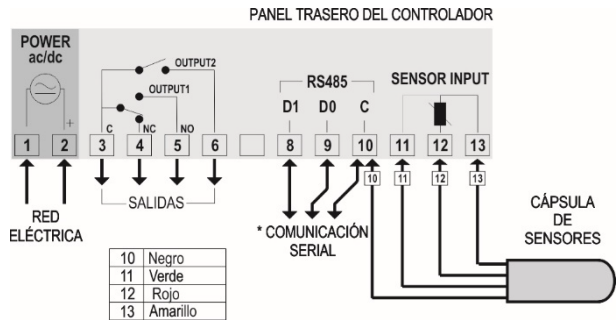 PANEL TRASERO DEL CONTROLADOR
POWER
ac/dc
+
OUTPUT2
OUTPUT1
C NC NO
RS485
D1 D0 C
SENSOR INPUT
1 2 3 4 5 6 8 9 10 11 12 13
10 11 12 13
RED
ELÉCTRICA
SALIDAS
* COMUNICACIÓN
SERIAL
CÁPSULA
DE
SENSORES
10 Negro
11 Verde
12 Rojo
13 Amarillo